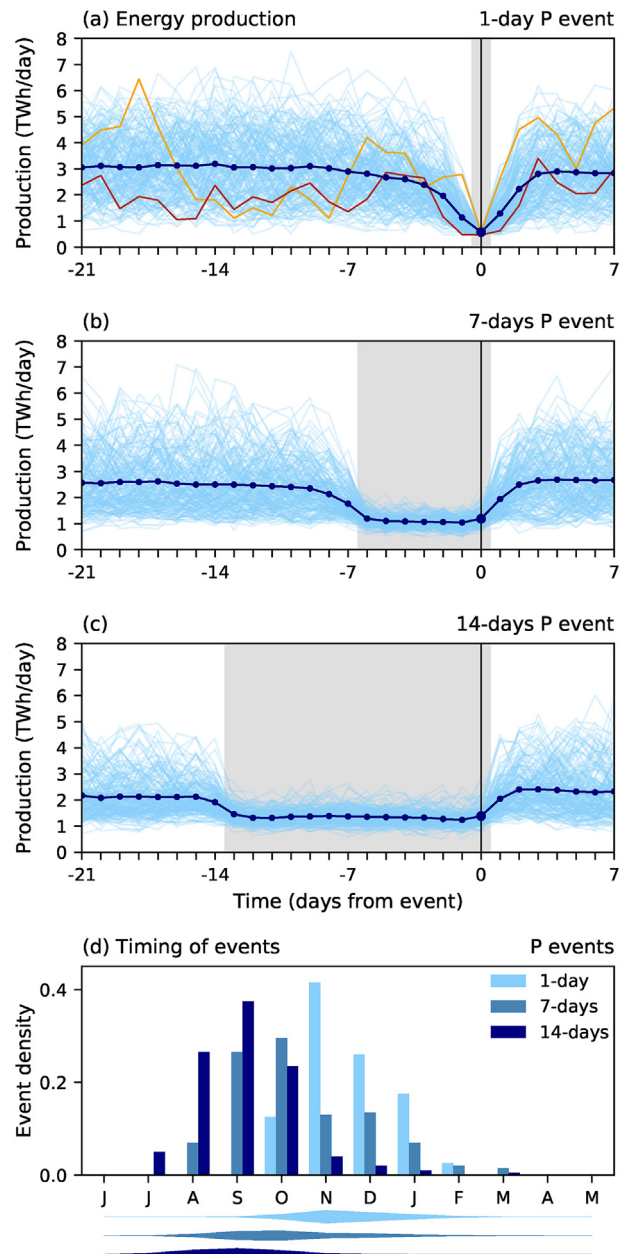 (a) Energy production 1-day P event
8
7
6
5
4
3
2
1
0
Production (TWh/day)
-21 -14 -7 0 7
(b) 7-days P event
8
7
6
5
4
3
2
1
0
Production (TWh/day)
-21 -14 -7 0 7
(c) 14-days P event
8
7
6
5
4
3
2
1
0
Production (TWh/day)
-21 -14 -7 0 7
Time (days from event)
(d) Timing of events P events
1-day
7-days
14-days
0.4
0.2
0.0
Event density
J J A S O N D J F M A M